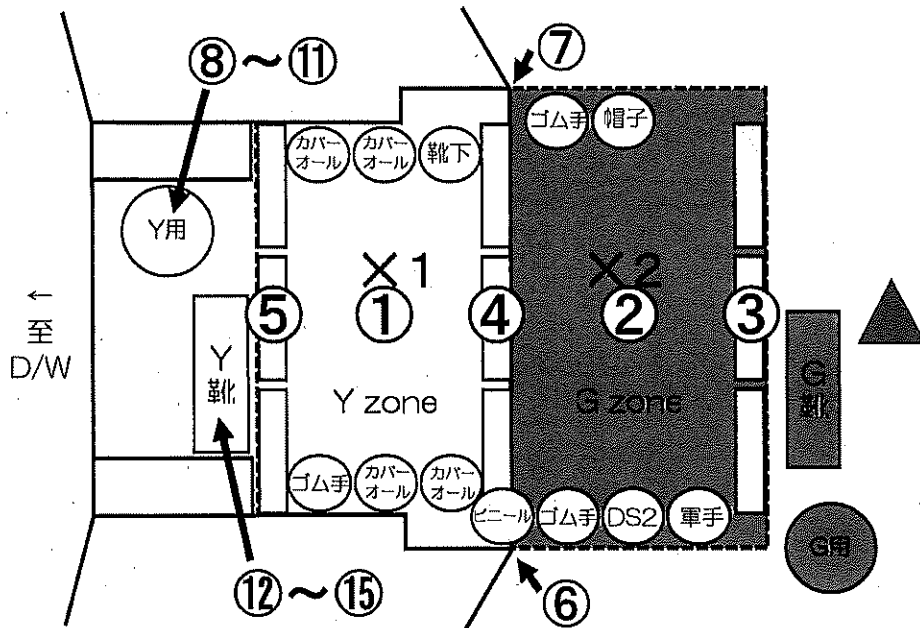 ⑧～⑪
⑦
カバー
オール
カバー
オール
靴下
ゴム手
帽子
Y用
×1
×2
←
至
D/W
⑤
①
④
②
③
Y
靴
G
靴
Y zone
G zone
ゴム手
カバー
オール
カバー
オール
ビニール
ゴム手
DS2
軍手
G用
⑫～⑮
⑥